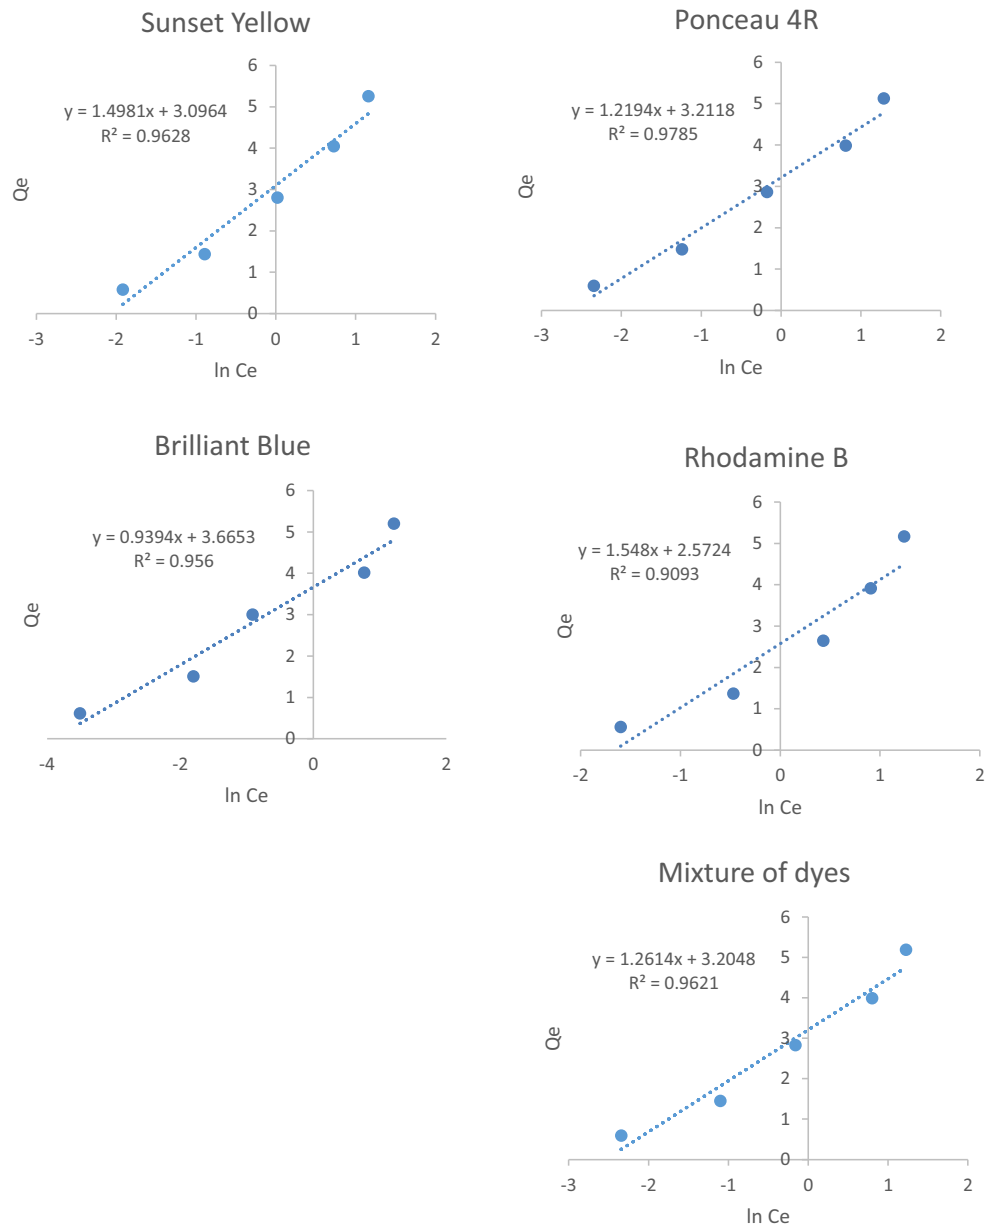 Sunset Yellow
y = 1.4981x + 3.0964
R² = 0.9628
6
5
4
3
2
1
0
-3 -2 -1 0 1 2
Qe
ln Ce
Ponceau 4R
y = 1.2194x + 3.2118
R² = 0.9785
6
5
4
3
2
1
0
-3 -2 -1 0 1 2
Qe
ln Ce
Brilliant Blue
y = 0.9394x + 3.6653
R² = 0.956
6
5
4
3
2
1
0
-4 -2 0 2
Qe
ln Ce
Rhodamine B
y = 1.548x + 2.5724
R² = 0.9093
6
5
4
3
2
1
0
-2 -1 0 1 2
Qe
ln Ce
Mixture of dyes
y = 1.2614x + 3.2048
R² = 0.9621
6
5
4
3
2
1
0
-3 -2 -1 0 1 2
Qe
ln Ce